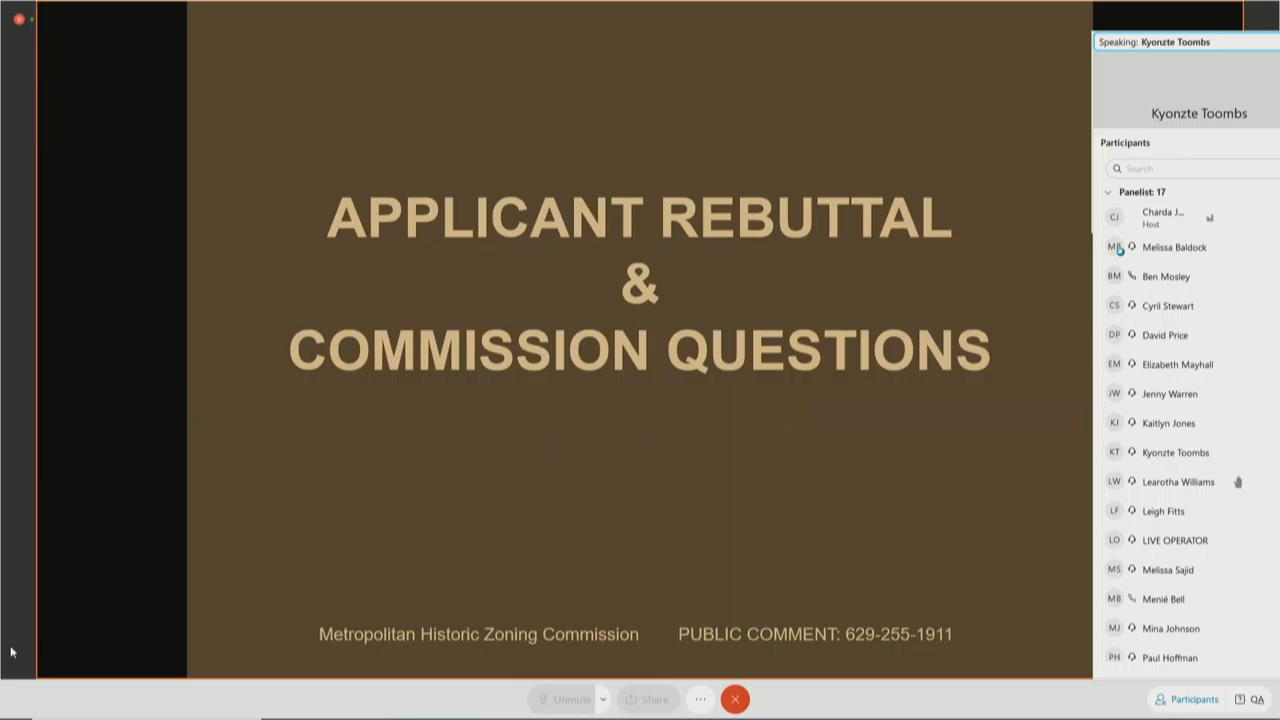 APPLICANT REBUTTAL
&
COMMISSION QUESTIONS
Metropolitan Historic Zoning Commission PUBLIC COMMENT: 629-255-1911
Speaking: Kyonzte Toombs
Kyonzte Toombs
Participants
Search
Panelist: 17
CJ Charda J...
Host
MB Melissa Baldock
BM Ben Mosley
CS Cyril Stewart
DP David Price
EM Elizabeth Mayhall
JW Jenny Warren
KJ Kaitlyn Jones
KT Kyonzte Toombs
LW Learotha Williams
LF Leigh Fitts
LO LIVE OPERATOR
MS Melissa Sajid
MB Menié Bell
MJ Mina Johnson
PH Paul Hoffman
Unmute Share Participants QA